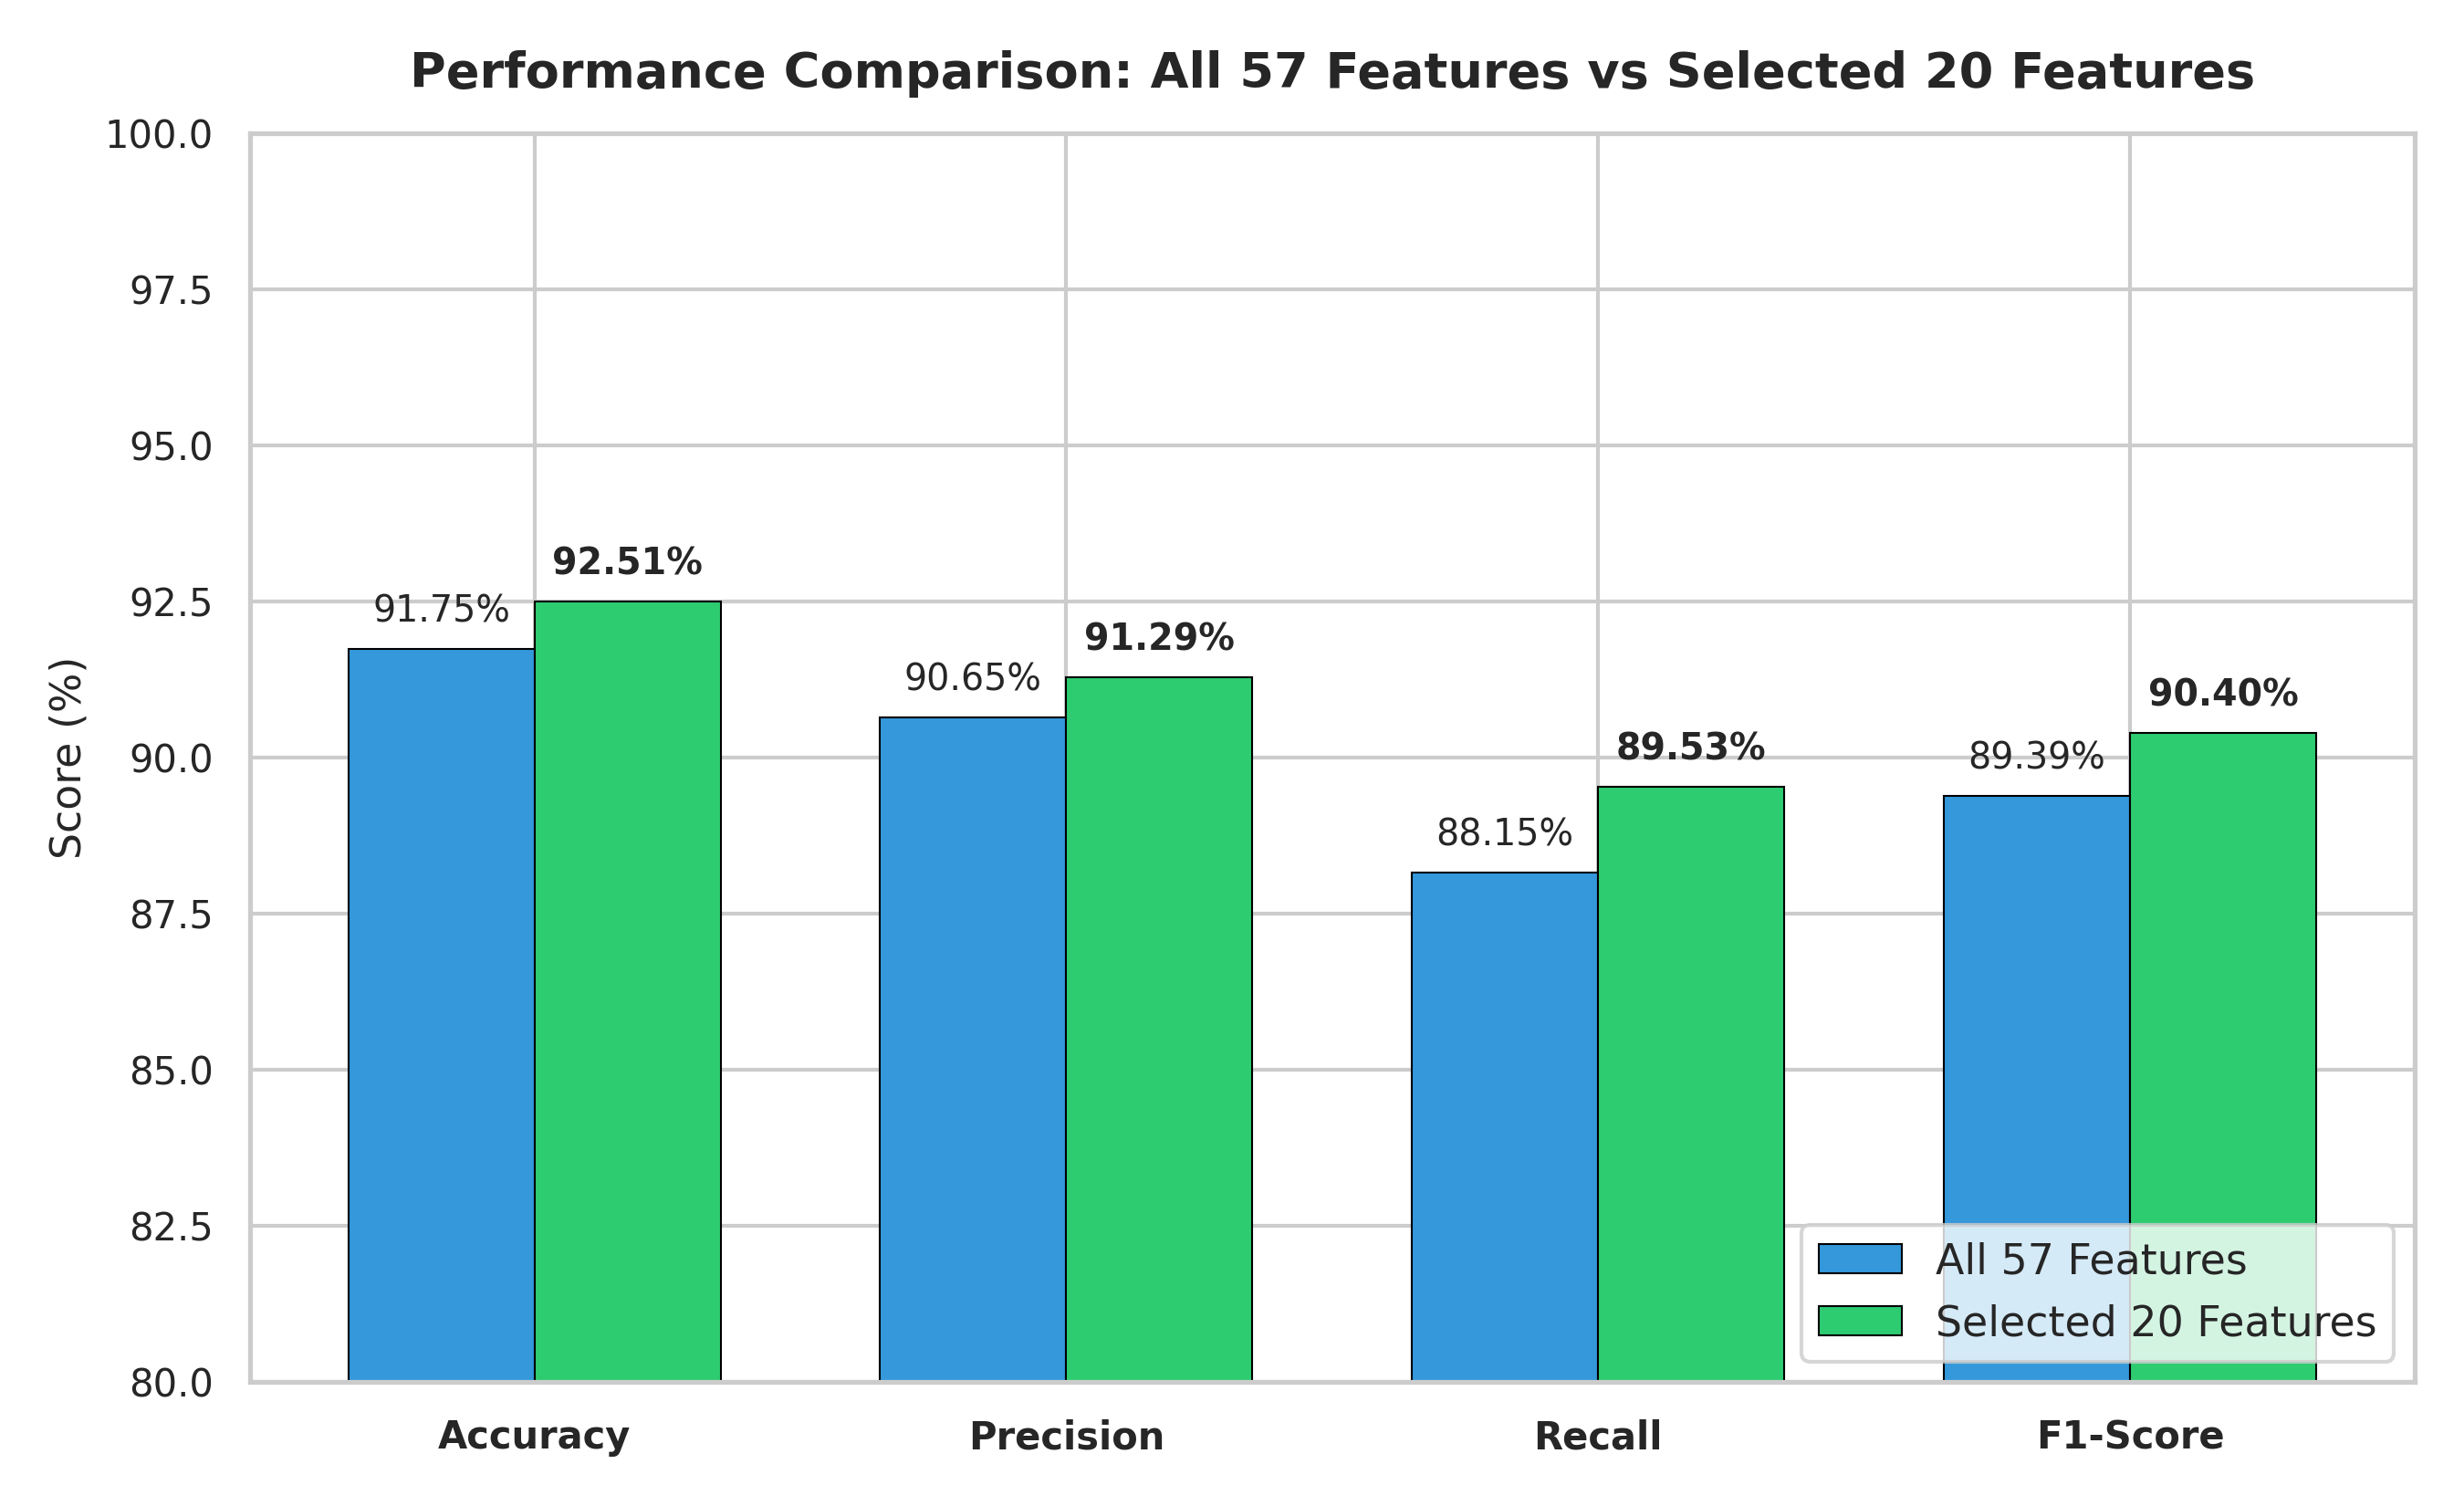 Performance Comparison: All 57 Features vs Selected 20 Features
100.0
97.5
95.0
92.5
90.0
87.5
85.0
82.5
80.0
Score (%)
91.75%
92.51%
90.65%
91.29%
88.15%
89.53%
89.39%
90.40%
All 57 Features
Selected 20 Features
Accuracy
Precision
Recall
F1-Score